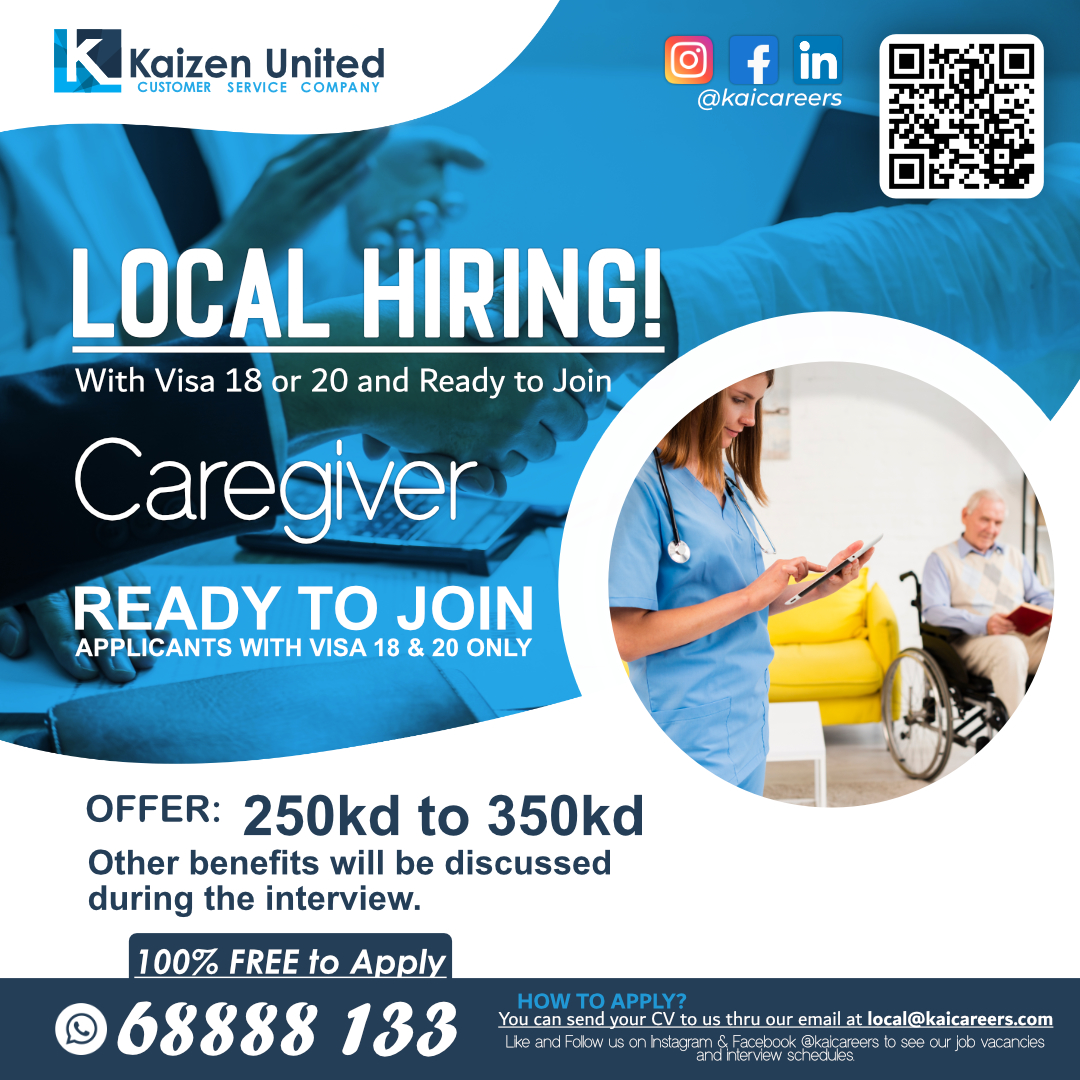 Kaizen United
CUSTOMER SERVICE COMPANY
@kaicareers
LOCAL HIRING!
With Visa 18 or 20 and Ready to Join
Caregiver
READY TO JOIN
APPLICANTS WITH VISA 18 & 20 ONLY
OFFER: 250kd to 350kd
Other benefits will be discussed
during the interview.
100% FREE to Apply
68888 133
HOW TO APPLY?
You can send your CV to us thru our email at local@kaicareers.com
Like and Follow us on Instagram & Facebook @kaicareers to see our job vacancies
and interview schedules.